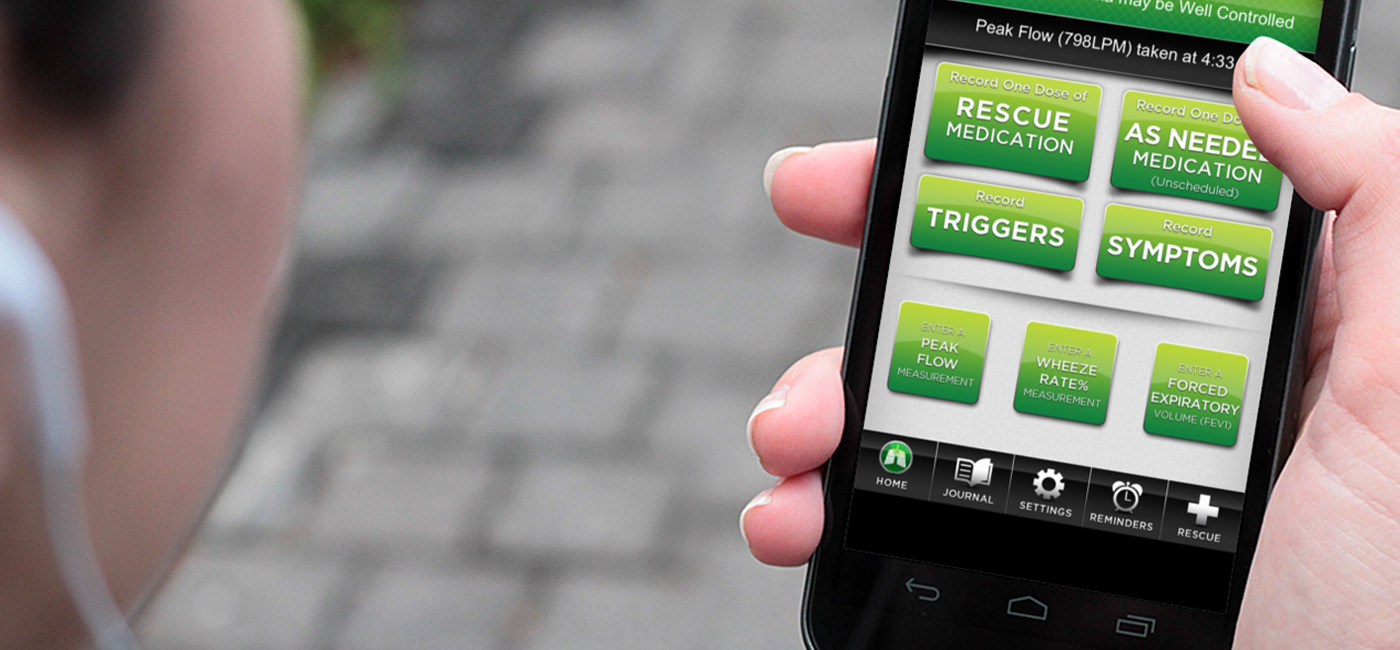 may be Well Controlled
Peak Flow (798LPM) taken at 4:33
Record One Dose of
RESCUE
MEDICATION
Record One
AS
MEDICATION
(Unscheduled)
Record
TRIGGERS
Record
SYMPTOMS
ENTER A
PEAK
FLOW
MEASUREMENT
ENTER A
WHEEZE
RATE%
MEASUREMENT
ENTER A
FORCED
EXPIRATORY
VOLUME (FEV1)
HOME
JOURNAL
SETTINGS
REMINDERS
RESCUE